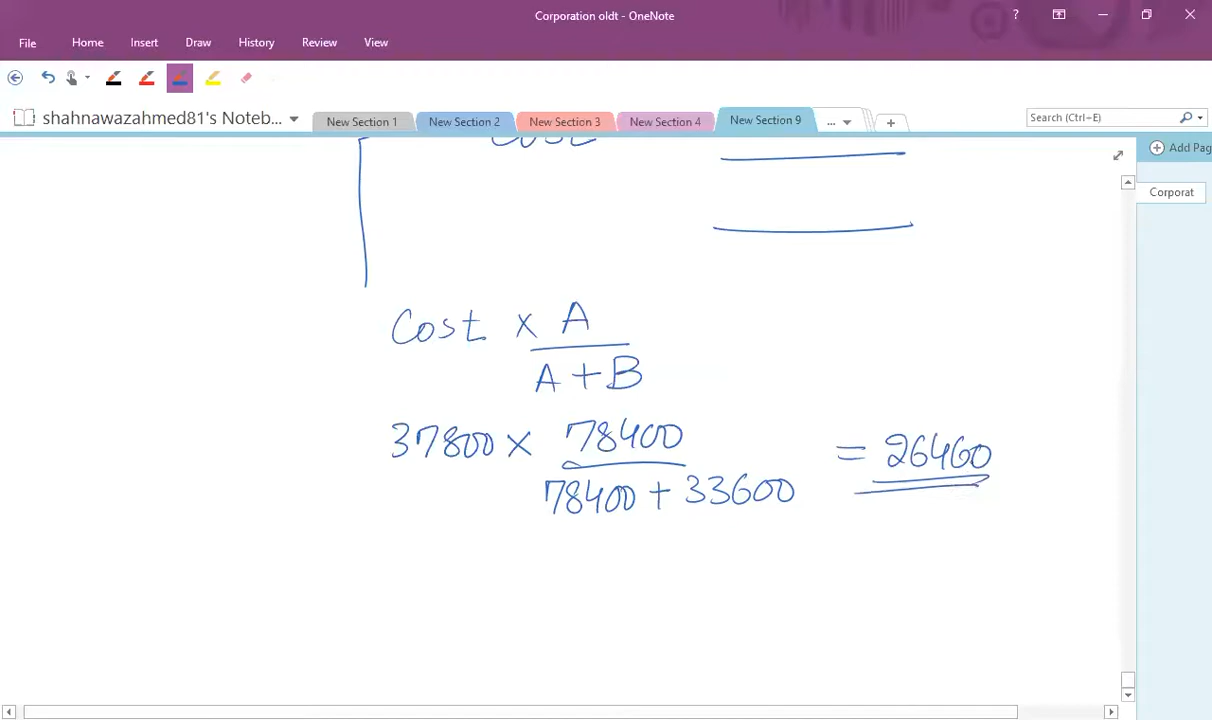 Corporation oldt - OneNote
?
File Home Insert Draw History Review View
shahnawazahmed81's Noteb... New Section 1 New Section 2 New Section 3 New Section 4 New Section 9 ... + Search (Ctrl+E)
Add Pag
Corporat
Cost
Cost x A
A + B
37800 x 78400 = 26460
78400 + 33600